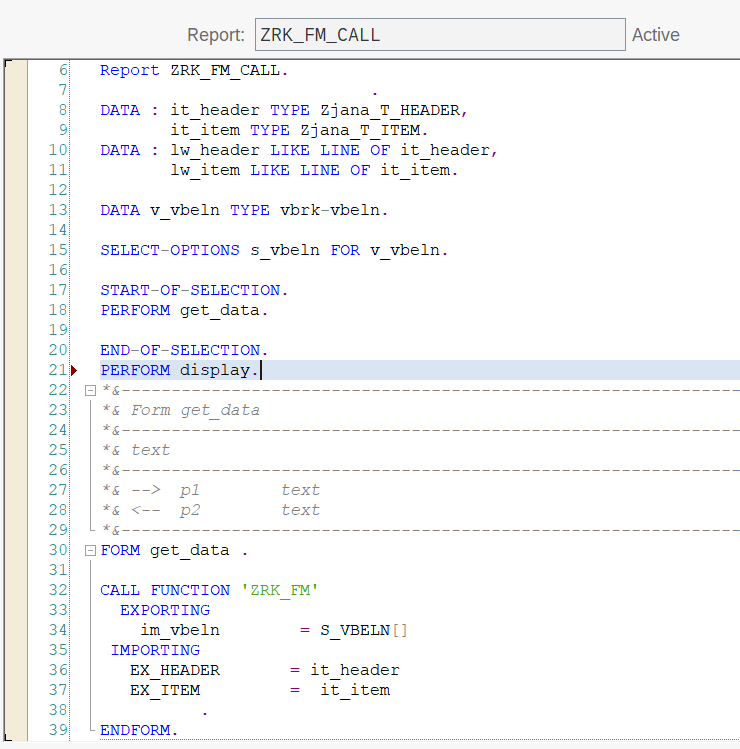 Report: ZRK_FM_CALL Active
6 Report ZRK_FM_CALL.
7 .
8 DATA : it_header TYPE Zjana_T_HEADER,
9 it_item TYPE Zjana_T_ITEM.
10 DATA : lw_header LIKE LINE OF it_header,
11 lw_item LIKE LINE OF it_item.
12
13 DATA v_vbeln TYPE vbrk-vbeln.
14
15 SELECT-OPTIONS s_vbeln FOR v_vbeln.
16
17 START-OF-SELECTION.
18 PERFORM get_data.
19
20 END-OF-SELECTION.
21 PERFORM display.
22 *&---------------------------------------------------------------
23 *& Form get_data
24 *&---------------------------------------------------------------
25 *& text
26 *&---------------------------------------------------------------
27 *& --> p1 text
28 *& <-- p2 text
29 *&---------------------------------------------------------------
30 FORM get_data .
31
32 CALL FUNCTION 'ZRK_FM'
33 EXPORTING
34 im_vbeln = S_VBELN[]
35 IMPORTING
36 EX_HEADER = it_header
37 EX_ITEM = it_item
38 .
39 ENDFORM.